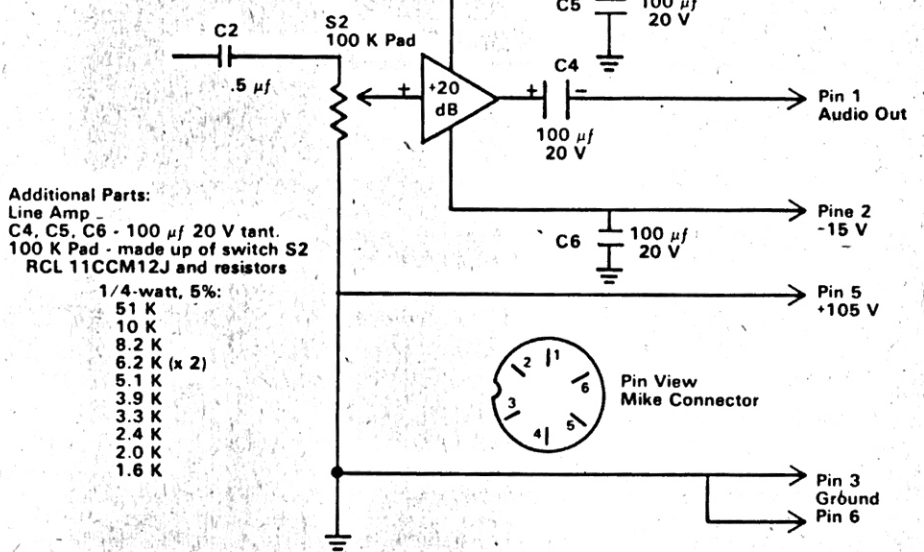 C5
100 μf
20 V
C2
.5 μf
S2
100 K Pad
+
+20
dB
+
-
C4
100 μf
20 V
Pin 1
Audio Out
Additional Parts:
Line Amp
C4, C5, C6 - 100 μf 20 V tant.
100 K Pad - made up of switch S2
RCL 11CCM12J and resistors
1/4-watt, 5%:
51 K
10 K
8.2 K
6.2 K (x 2)
5.1 K
3.9 K
3.3 K
2.4 K
2.0 K
1.6 K
C6
100 μf
20 V
Pine 2
-15 V
Pin 5
+105 V
1
2
3
4
5
6
Pin View
Mike Connector
Pin 3
Ground
Pin 6